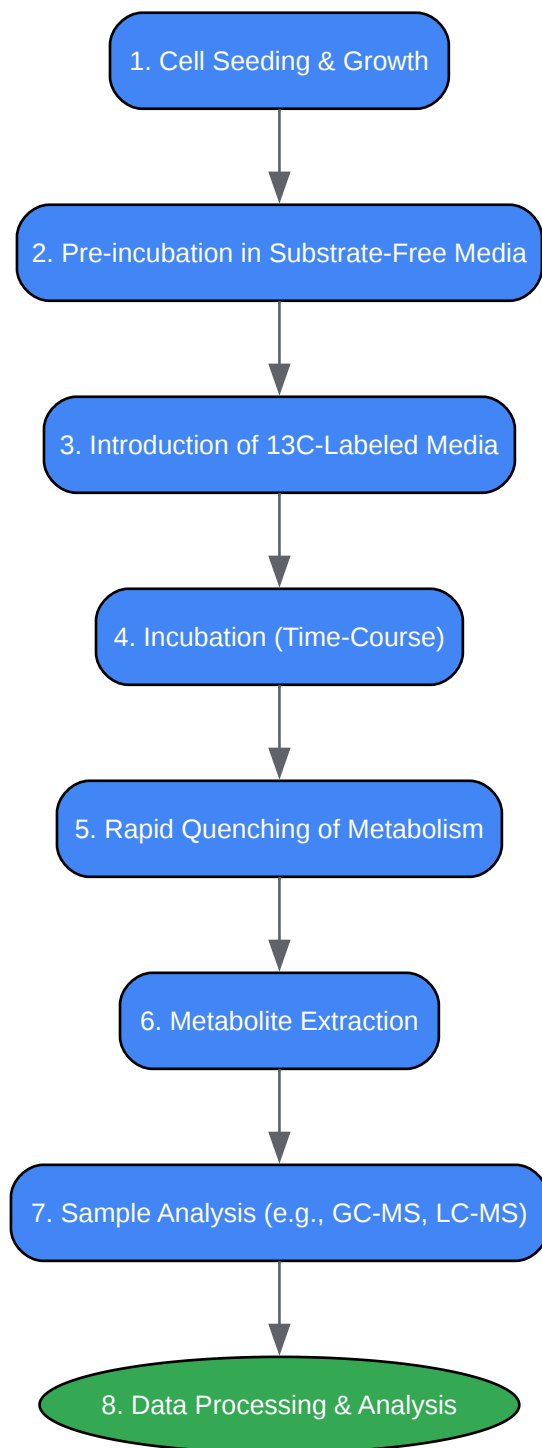 1. Cell Seeding & Growth
2. Pre-incubation in Substrate-Free Media
3. Introduction of 13C-Labeled Media
4. Incubation (Time-Course)
5. Rapid Quenching of Metabolism
6. Metabolite Extraction
7. Sample Analysis (e.g., GC-MS, LC-MS)
8. Data Processing & Analysis